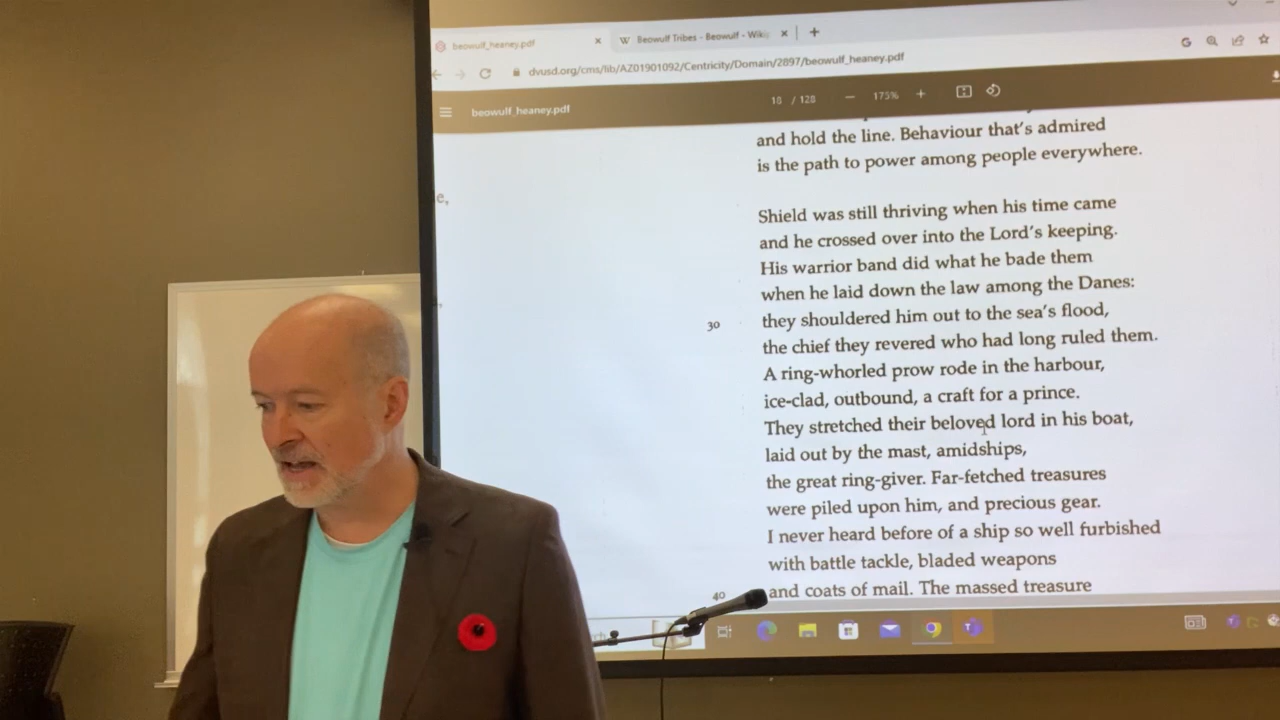 beowulf_heaney.pdf
W Beowulf Tribes - Beowulf - Wiki
dvusd.org/cms/lib/AZ01901092/Centricity/Domain/2897/beowulf_heaney.pdf
beowulf_heaney.pdf
18 / 128
175%
and hold the line. Behaviour that's admired
is the path to power among people everywhere.
e,
Shield was still thriving when his time came
and he crossed over into the Lord's keeping.
His warrior band did what he bade them
when he laid down the law among the Danes:
30 they shouldered him out to the sea's flood,
the chief they revered who had long ruled them.
A ring-whorled prow rode in the harbour,
ice-clad, outbound, a craft for a prince.
They stretched their beloved lord in his boat,
laid out by the mast, amidships,
the great ring-giver. Far-fetched treasures
were piled upon him, and precious gear.
I never heard before of a ship so well furbished
with battle tackle, bladed weapons
40 and coats of mail. The massed treasure